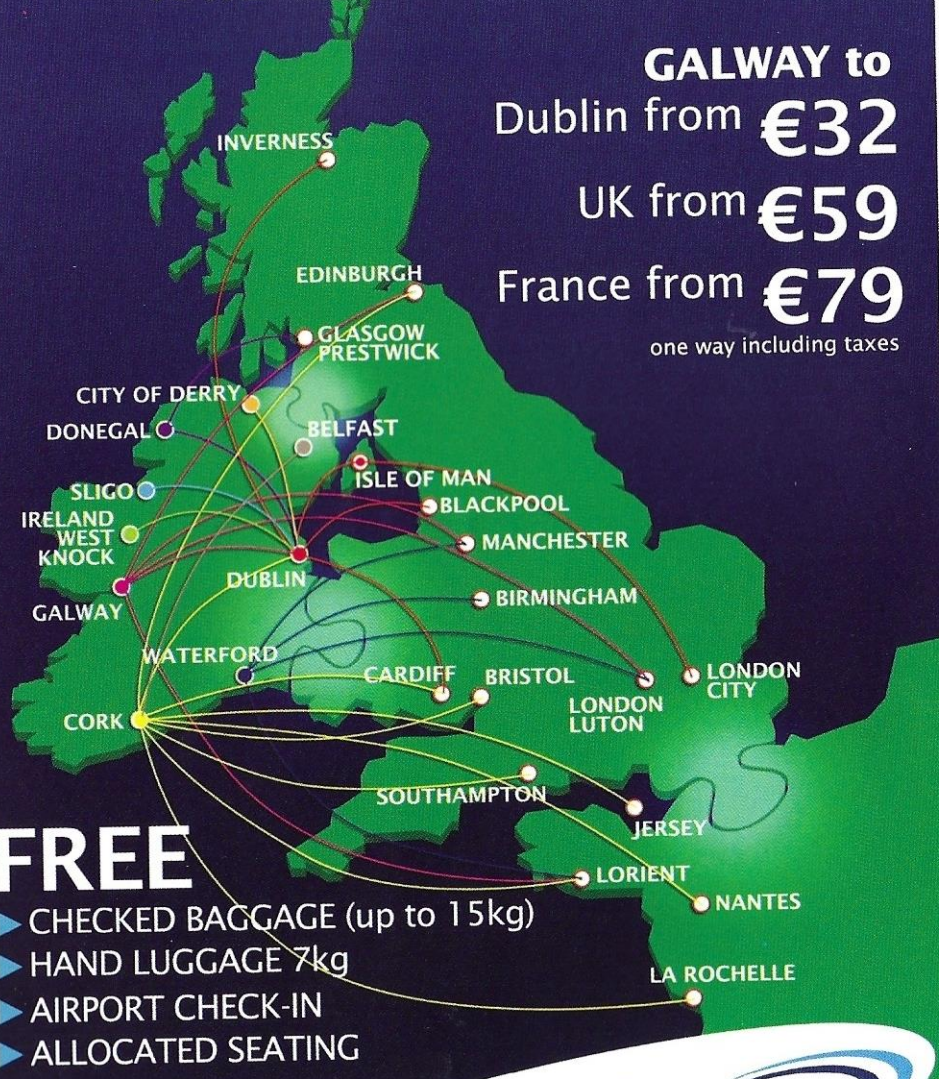 GALWAY to
Dublin from €32
UK from €59
France from €79
one way including taxes
INVERNESS
EDINBURGH
GLASGOW
PRESTWICK
CITY OF DERRY
DONEGAL
BELFAST
ISLE OF MAN
SLIGO
BLACKPOOL
IRELAND
WEST
KNOCK
MANCHESTER
DUBLIN
BIRMINGHAM
GALWAY
WATERFORD
CARDIFF
BRISTOL
LONDON
CITY
LONDON
LUTON
CORK
SOUTHAMPTON
JERSEY
LORIENT
NANTES
LA ROCHELLE
FREE
CHECKED BAGGAGE (up to 15kg)
HAND LUGGAGE 7kg
AIRPORT CHECK-IN
ALLOCATED SEATING